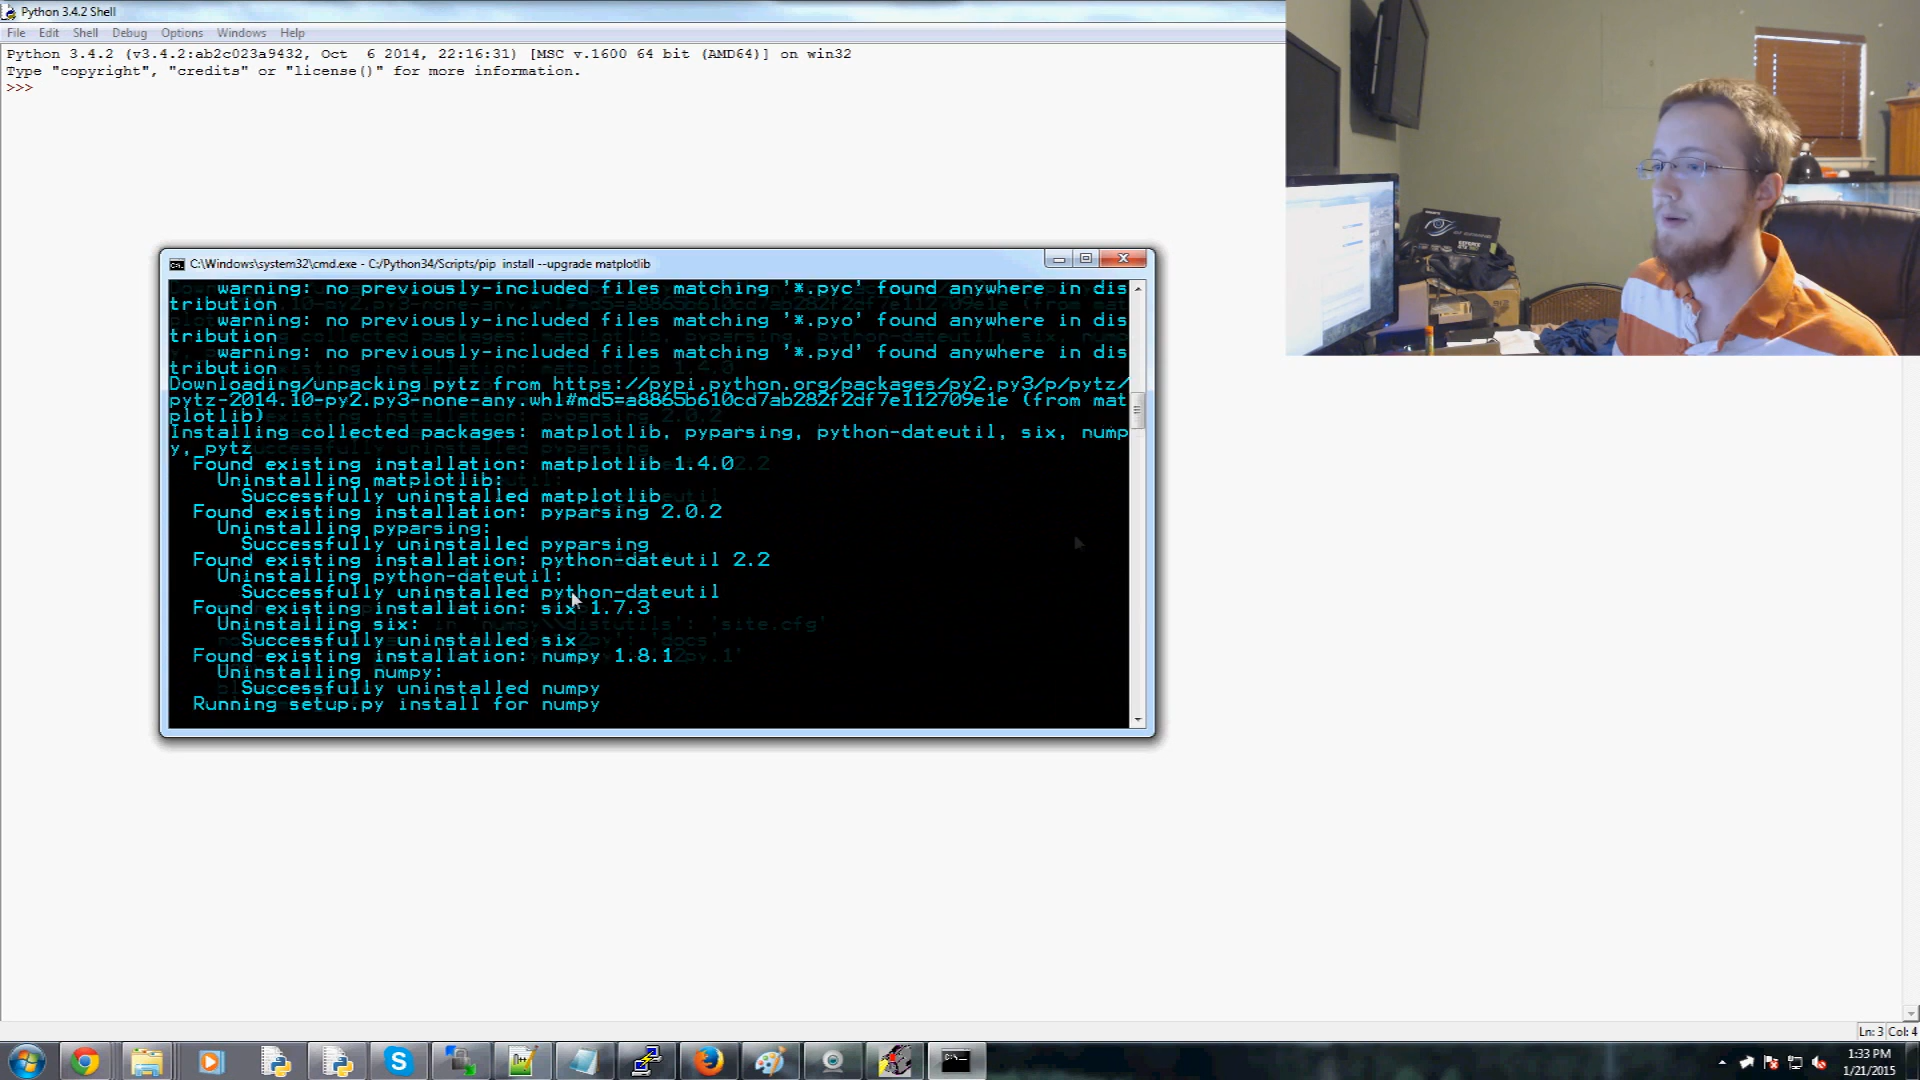 Python 3.4.2 Shell
File Edit Shell Debug Options Windows Help
Python 3.4.2 (v3.4.2:ab2c023a9432, Oct  6 2014, 22:16:31) [MSC v.1600 64 bit (AMD64)] on win32
Type "copyright", "credits" or "license()" for more information.
>>>
C:\Windows\system32\cmd.exe - C:/Python34/Scripts/pip  install --upgrade matplotlib
warning: no previously-included files matching '*.pyc' found anywhere in dis
tribution
warning: no previously-included files matching '*.pyo' found anywhere in dis
tribution
warning: no previously-included files matching '*.pyd' found anywhere in dis
tribution
Downloading/unpacking pytz from https://pypi.python.org/packages/py2.py3/p/pytz/
pytz-2014.10-py2.py3-none-any.whl#md5=a8865b610cd7ab282f2df7e112709e1e (from mat
plotlib)
Installing collected packages: matplotlib, pyparsing, python-dateutil, six, nump
y, pytz
Found existing installation: matplotlib 1.4.0
Uninstalling matplotlib:
Successfully uninstalled matplotlib
Found existing installation: pyparsing 2.0.2
Uninstalling pyparsing:
Successfully uninstalled pyparsing
Found existing installation: python-dateutil 2.2
Uninstalling python-dateutil:
Successfully uninstalled python-dateutil
Found existing installation: six 1.7.3
Uninstalling six:
Successfully uninstalled six
Found existing installation: numpy 1.8.1
Uninstalling numpy:
Successfully uninstalled numpy
Running setup.py install for numpy
Ln: 3 Col: 4
1:33 PM
1/21/2015